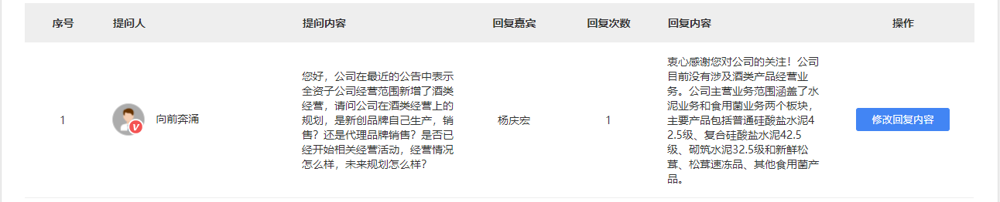 序号 提问人 提问内容 回复嘉宾 回复次数 回复内容 操作
1
向前奔涌
您好，公司在最近的公告中表示
全资子公司经营范围新增了酒类
经营，请问公司在酒类经营上的
规划，是新创品牌自己生产，销
售？还是代理品牌销售？是否已
经开始相关经营活动，经营情况
怎么样，未来规划怎么样？
杨庆宏
1
衷心感谢您对公司的关注！公司
目前没有涉及酒类产品经营业
务。公司主营业务范围涵盖了水
泥业务和食用菌业务两个板块，
主要产品包括普通硅酸盐水泥4
2.5级、复合硅酸盐水泥42.5
级、砌筑水泥32.5级和新鲜松
茸、松茸速冻品、其他食用菌产
品。
修改回复内容